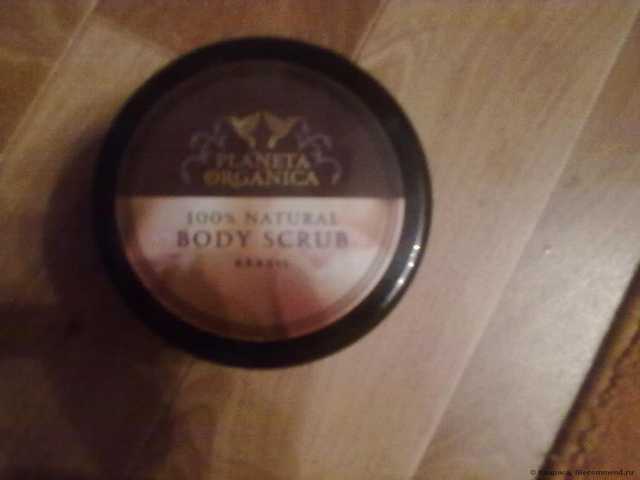 PLANETA
ORGANICA
100% NATURAL
BODY SCRUB